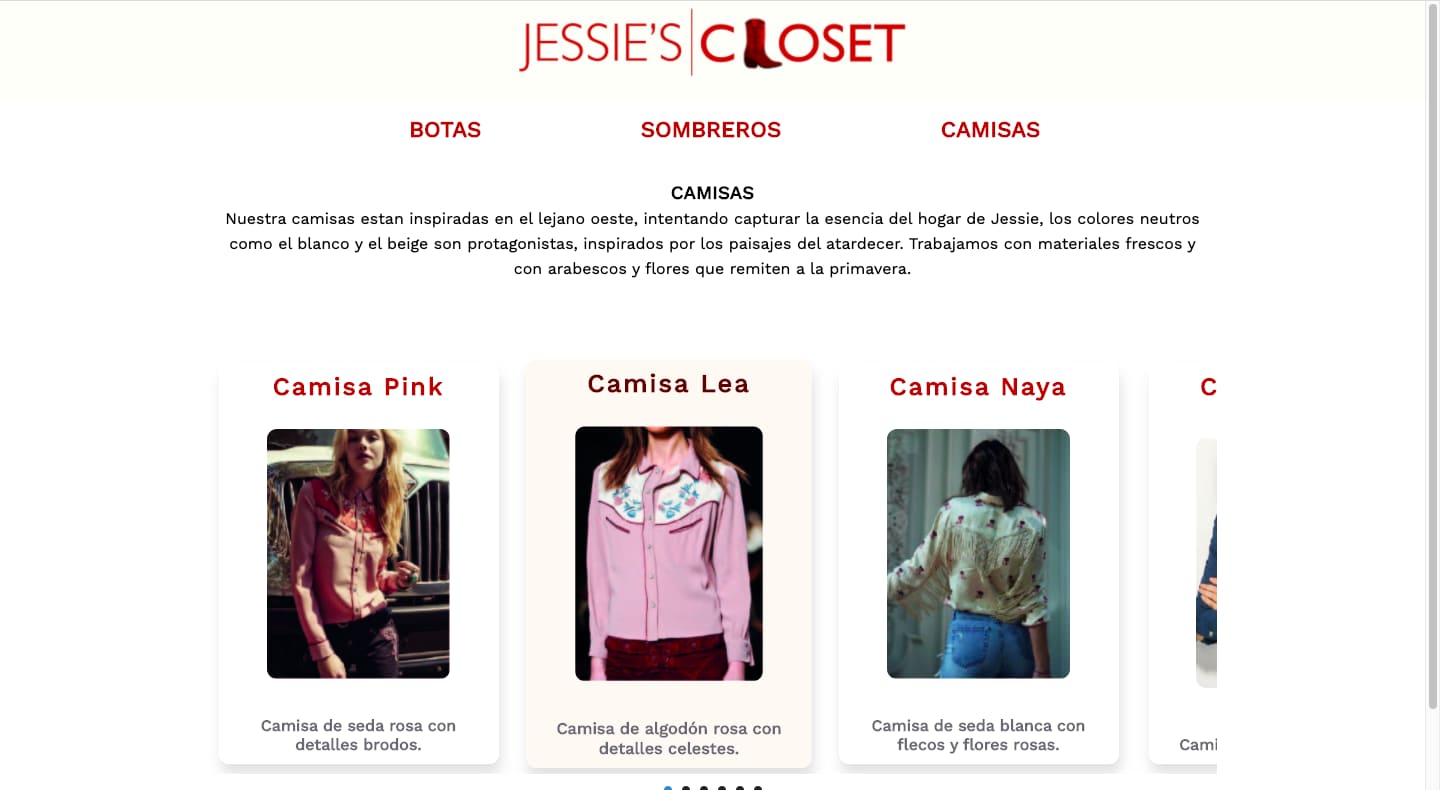 JESSIE'S CLOSET
BOTAS SOMBREROS CAMISAS
CAMISAS
Nuestra camisas estan inspiradas en el lejano oeste, intentando capturar la esencia del hogar de Jessie, los colores neutros
como el blanco y el beige son protagonistas, inspirados por los paisajes del atardecer. Trabajamos con materiales frescos y
con arabescos y flores que remiten a la primavera.
Camisa Pink
Camisa de seda rosa con
detalles brodos.
Camisa Lea
Camisa de algodón rosa con
detalles celestes.
Camisa Naya
Camisa de seda blanca con
flecos y flores rosas.